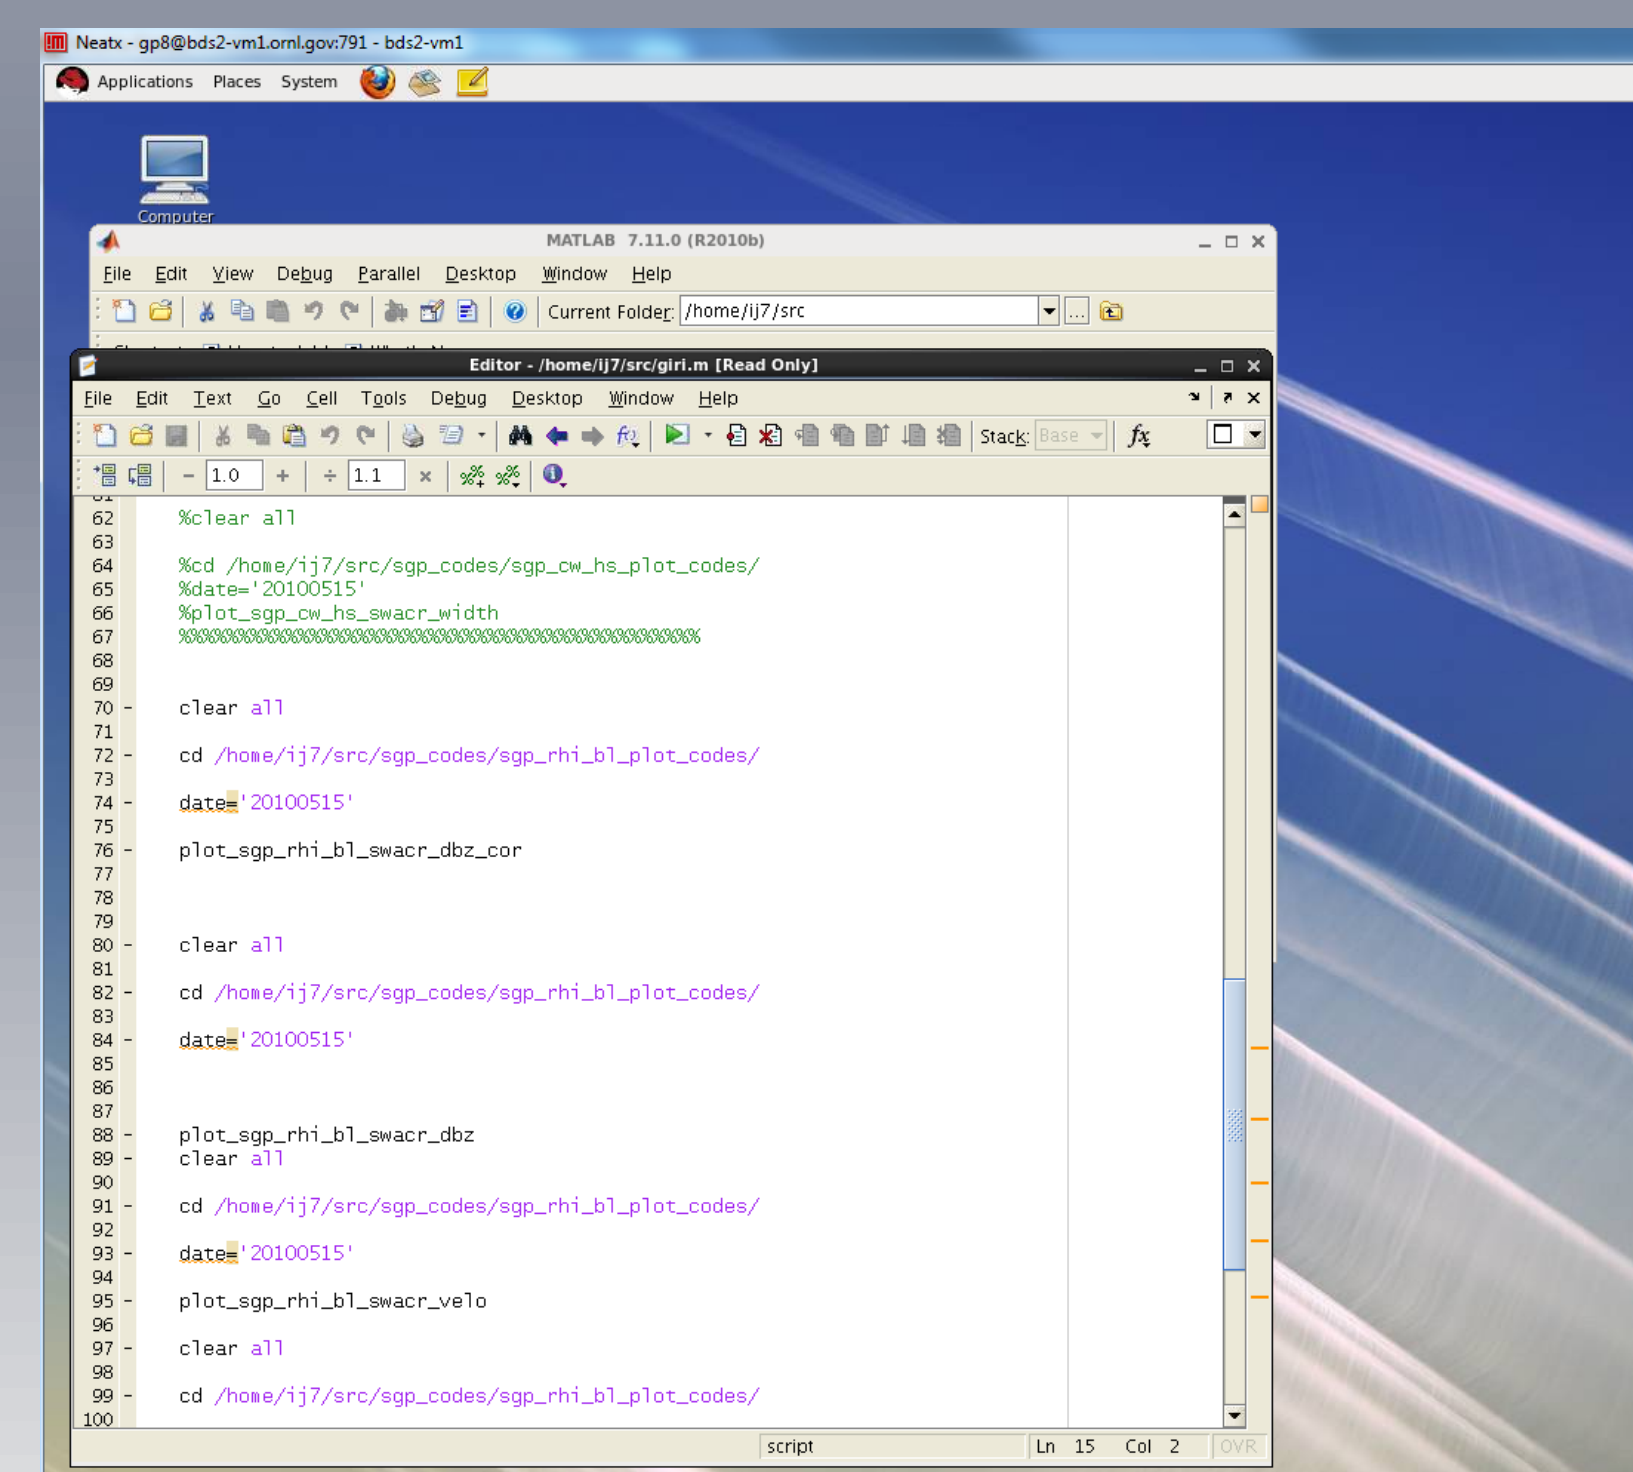 Neatx - gp8@bds2-vm1.ornl.gov:791 - bds2-vm1
Applications Places System
Computer
MATLAB 7.11.0 (R2010b)
File Edit View Debug Parallel Desktop Window Help
Current Folder: /home/ij7/src
Editor - /home/ij7/src/giri.m [Read Only]
File Edit Text Go Cell Tools Debug Desktop Window Help
Stack: Base fx
- 1.0 + ÷ 1.1 ×
61
62 %clear all
63
64 %cd /home/ij7/src/sgp_codes/sgp_cw_hs_plot_codes/
65 %date='20100515'
66 %plot_sgp_cw_hs_swacr_width
67 %%%%%%%%%%%%%%%%%%%%%%%%%%%%%%%%%%%%%%%%%%%%
68
69
70 - clear all
71
72 - cd /home/ij7/src/sgp_codes/sgp_rhi_bl_plot_codes/
73
74 - date='20100515'
75
76 - plot_sgp_rhi_bl_swacr_dbz_cor
77
78
79
80 - clear all
81
82 - cd /home/ij7/src/sgp_codes/sgp_rhi_bl_plot_codes/
83
84 - date='20100515'
85
86
87
88 - plot_sgp_rhi_bl_swacr_dbz
89 - clear all
90
91 - cd /home/ij7/src/sgp_codes/sgp_rhi_bl_plot_codes/
92
93 - date='20100515'
94
95 - plot_sgp_rhi_bl_swacr_velo
96
97 - clear all
98
99 - cd /home/ij7/src/sgp_codes/sgp_rhi_bl_plot_codes/
100
script Ln 15 Col 2 OVR